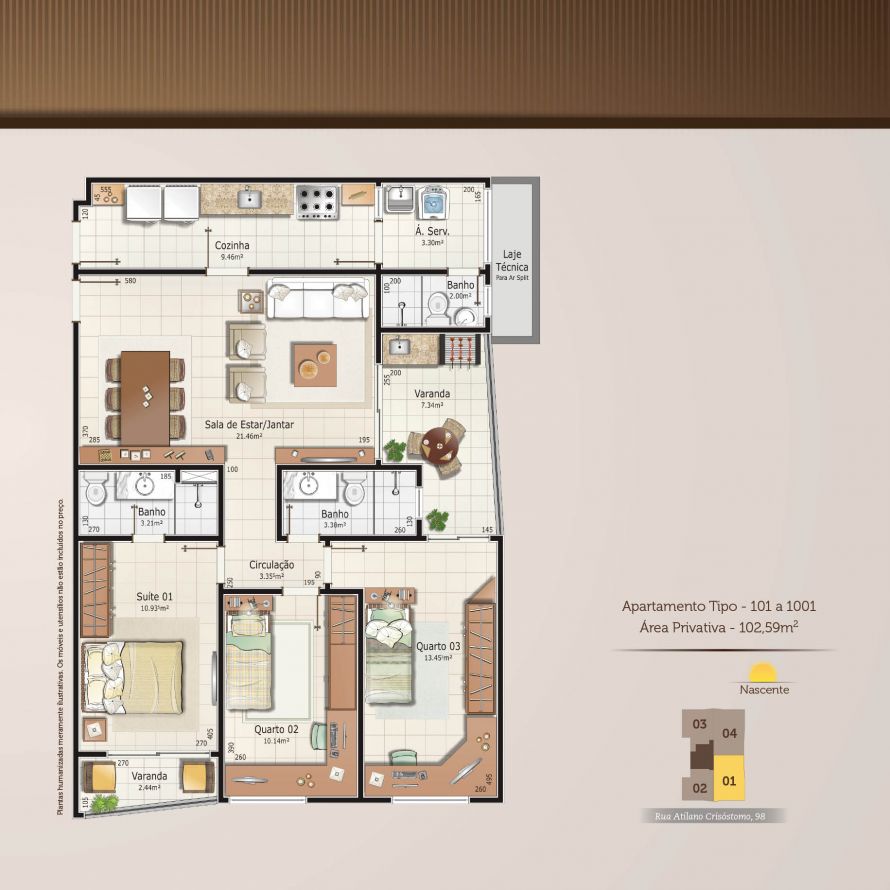 555
45
120
Cozinha
9.46m²
200
165
Á. Serv.
3.30m²
Laje
Técnica
Para Ar Split
580
100
200
Banho
2.00m²
255
200
Varanda
7.34m²
Sala de Estar/Jantar
21.46m²
370
285
195
100
185
Banho
3.21m²
130
270
Banho
3.38m²
260
130
145
Circulação
3.35m²
250
195
90
Suíte 01
10.93m²
405
270
Quarto 02
10.14m²
390
260
Quarto 03
13.45m²
495
260
270
Varanda
2.44m²
105
Plantas humanizadas meramente ilustrativas. Os móveis e utensílios não estão incluídos no preço.
Apartamento Tipo - 101 a 1001
Área Privativa - 102,59m²
Nascente
03
04
02
01
Rua Atilano Crisóstomo, 98